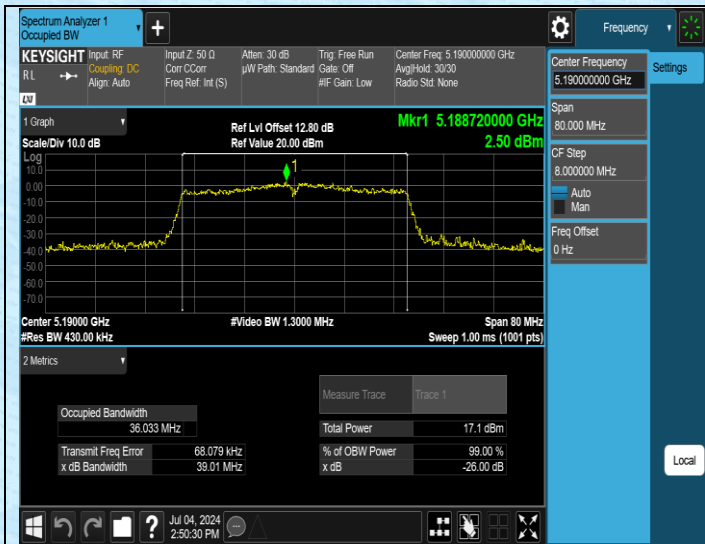 Spectrum Analyzer 1
Occupied BW
Frequency
KEYSIGHT
RL
LXI
Input: RF
Coupling: DC
Align: Auto
Input Z: 50 Ω
Corr CCorr
Freq Ref: Int (S)
Atten: 30 dB
µW Path: Standard
Trig: Free Run
Gate: Off
#IF Gain: Low
Center Freq: 5.190000000 GHz
Avg|Hold: 30/30
Radio Std: None
Center Frequency
5.190000000 GHz
Settings
Span
80.000 MHz
CF Step
8.000000 MHz
Auto
Man
Freq Offset
0 Hz
Local
1 Graph
Scale/Div 10.0 dB
Ref Lvl Offset 12.80 dB
Ref Value 20.00 dBm
Mkr1 5.188720000 GHz
2.50 dBm
Log
10.0
0.00
-10.0
-20.0
-30.0
-40.0
-50.0
-60.0
-70.0
1
Center 5.19000 GHz
#Video BW 1.3000 MHz
Span 80 MHz
#Res BW 430.00 kHz
Sweep 1.00 ms (1001 pts)
2 Metrics
Measure Trace
Trace 1
Occupied Bandwidth
36.033 MHz
Total Power
17.1 dBm
Transmit Freq Error
68.079 kHz
% of OBW Power
99.00 %
x dB Bandwidth
39.01 MHz
x dB
-26.00 dB
Jul 04, 2024
2:50:30 PM